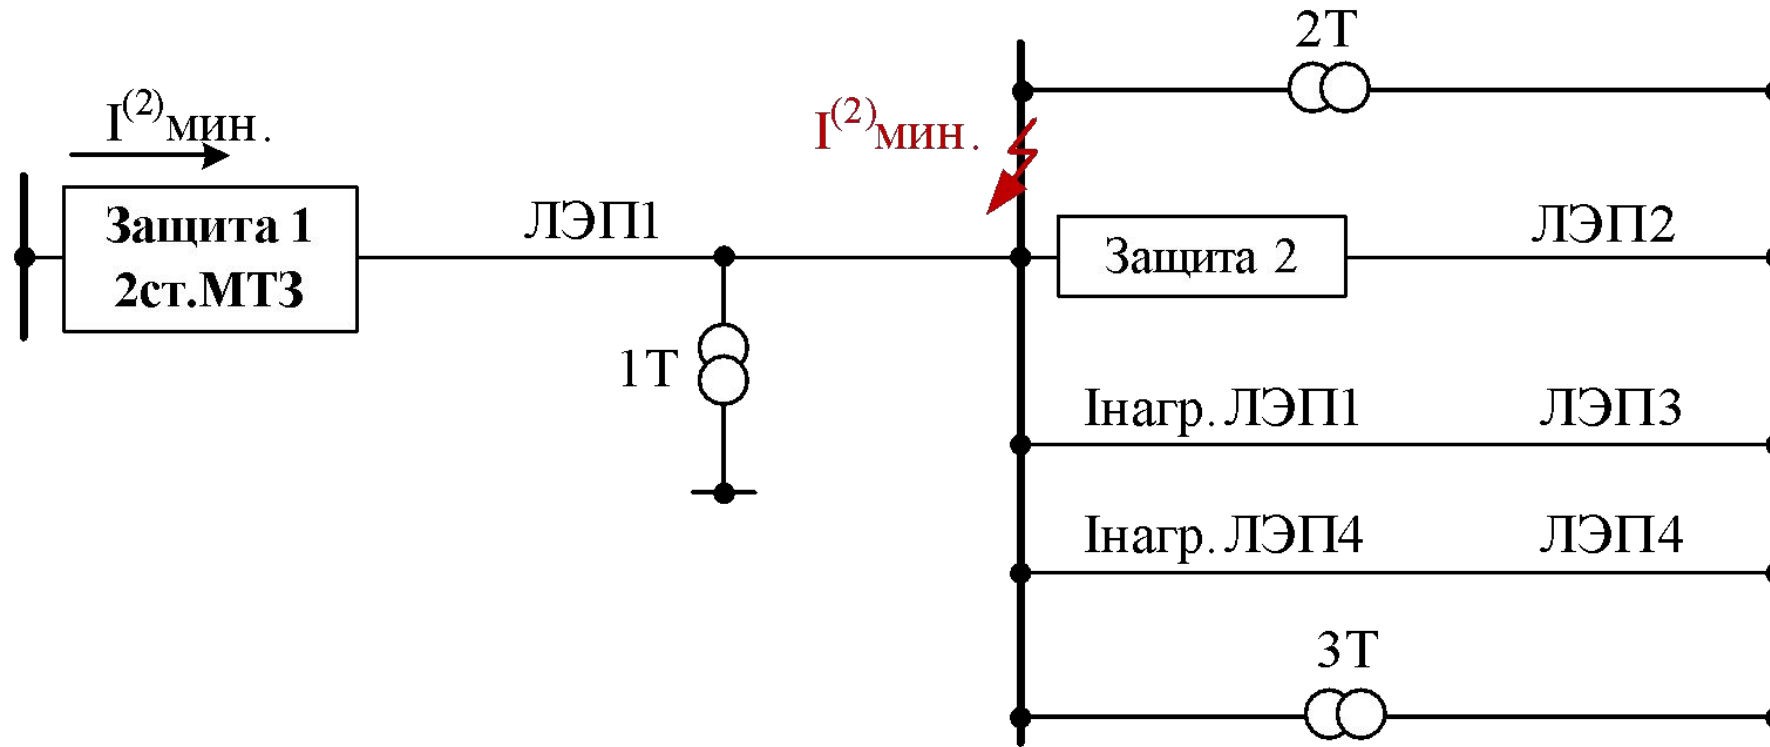 2Т
I(2)мин.
I(2)мин.
Защита 1
2ст.МТЗ
ЛЭП1
Защита 2
ЛЭП2
1Т
Iнагр. ЛЭП1
ЛЭП3
Iнагр. ЛЭП4
ЛЭП4
3Т